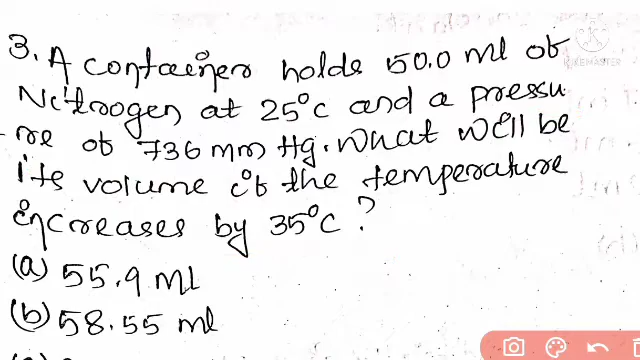 3. A container holds 50.0 ml of
Nitrogen at 25°C and a pressu
re of 736 mm Hg. What will be
its volume if the temperature
increases by 35°C ?
(a) 55.9 ml
(b) 58.55 ml
KINEMASTER